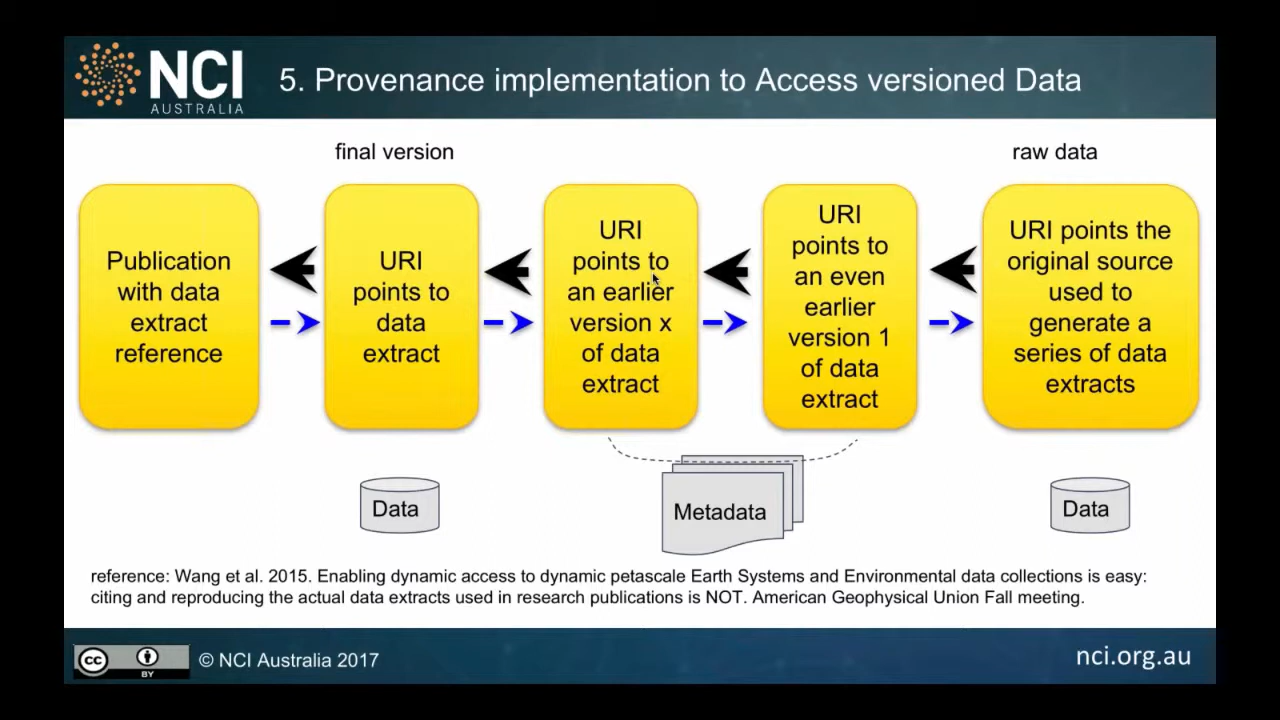 NCI
AUSTRALIA
5. Provenance implementation to Access versioned Data
final version
raw data
Publication
with data
extract
reference
URI
points to
data
extract
URI
points to
an earlier
version x
of data
extract
URI
points to
an even
earlier
version 1
of data
extract
URI points the
original source
used to
generate a
series of data
extracts
Data
Metadata
Data
reference: Wang et al. 2015. Enabling dynamic access to dynamic petascale Earth Systems and Environmental data collections is easy:
citing and reproducing the actual data extracts used in research publications is NOT. American Geophysical Union Fall meeting.
cc
BY
© NCI Australia 2017
nci.org.au